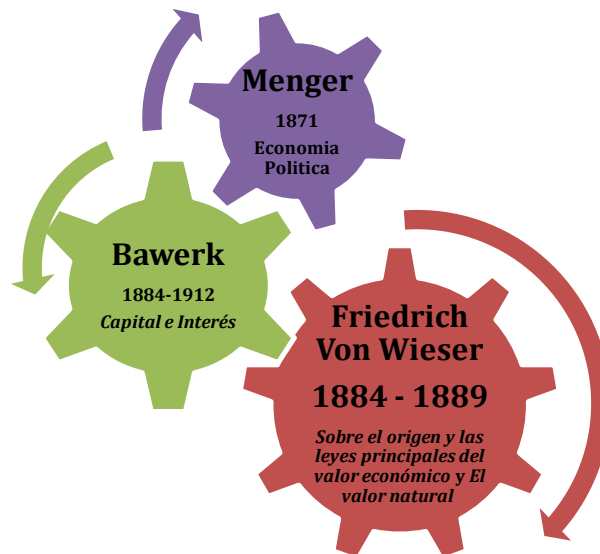 Menger
1871
Economia
Politica
Bawerk
1884-1912
Capital e Interés
Friedrich
Von Wieser
1884 - 1889
Sobre el origen y las
leyes principales del
valor económico y El
valor natural